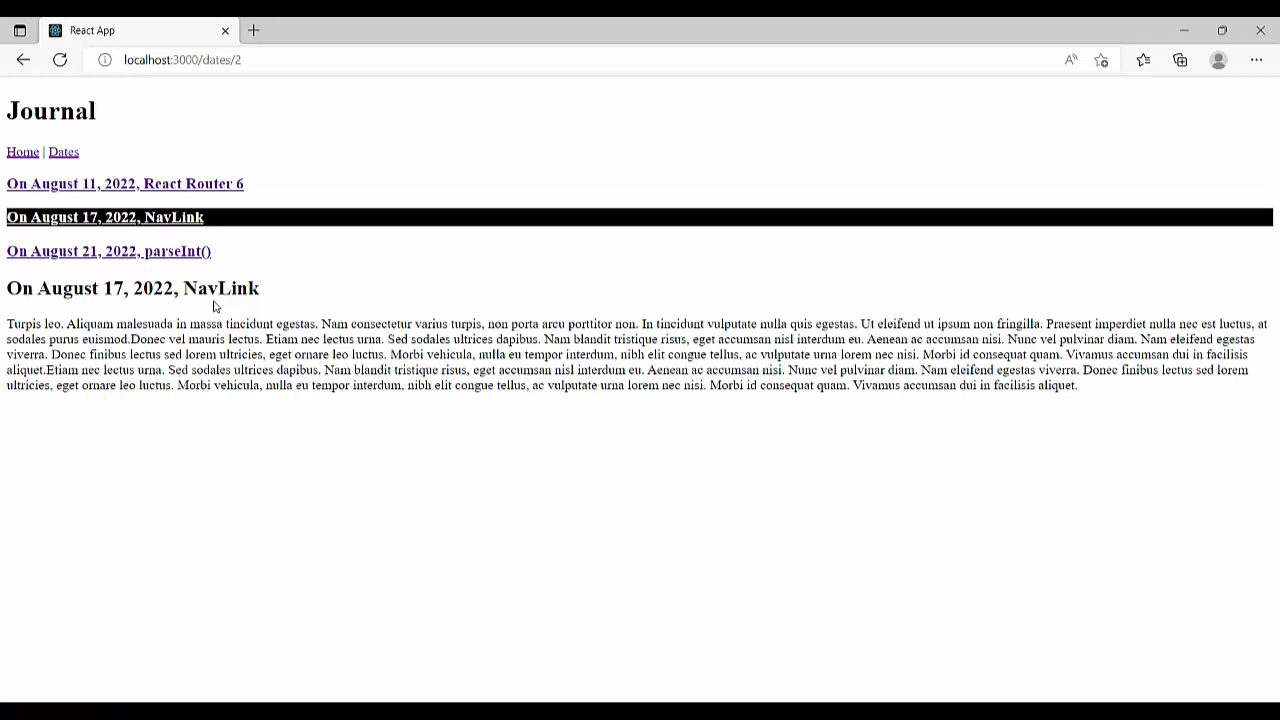 React App
localhost:3000/dates/2
Journal
Home | Dates
On August 11, 2022, React Router 6
On August 17, 2022, NavLink
On August 21, 2022, parseInt()
On August 17, 2022, NavLink
Turpis leo. Aliquam malesuada in massa tincidunt egestas. Nam consectetur varius turpis, non porta arcu porttitor non. In tincidunt vulputate nulla quis egestas. Ut eleifend ut ipsum non fringilla. Praesent imperdiet nulla nec est luctus, at
sodales purus euismod.Donec vel mauris lectus. Etiam nec lectus urna. Sed sodales ultrices dapibus. Nam blandit tristique risus, eget accumsan nisl interdum eu. Aenean ac accumsan nisi. Nunc vel pulvinar diam. Nam eleifend egestas
viverra. Donec finibus lectus sed lorem ultricies, eget ornare leo luctus. Morbi vehicula, nulla eu tempor interdum, nibh elit congue tellus, ac vulputate urna lorem nec nisi. Morbi id consequat quam. Vivamus accumsan dui in facilisis
aliquet.Etiam nec lectus urna. Sed sodales ultrices dapibus. Nam blandit tristique risus, eget accumsan nisl interdum eu. Aenean ac accumsan nisi. Nunc vel pulvinar diam. Nam eleifend egestas viverra. Donec finibus lectus sed lorem
ultricies, eget ornare leo luctus. Morbi vehicula, nulla eu tempor interdum, nibh elit congue tellus, ac vulputate urna lorem nec nisi. Morbi id consequat quam. Vivamus accumsan dui in facilisis aliquet.